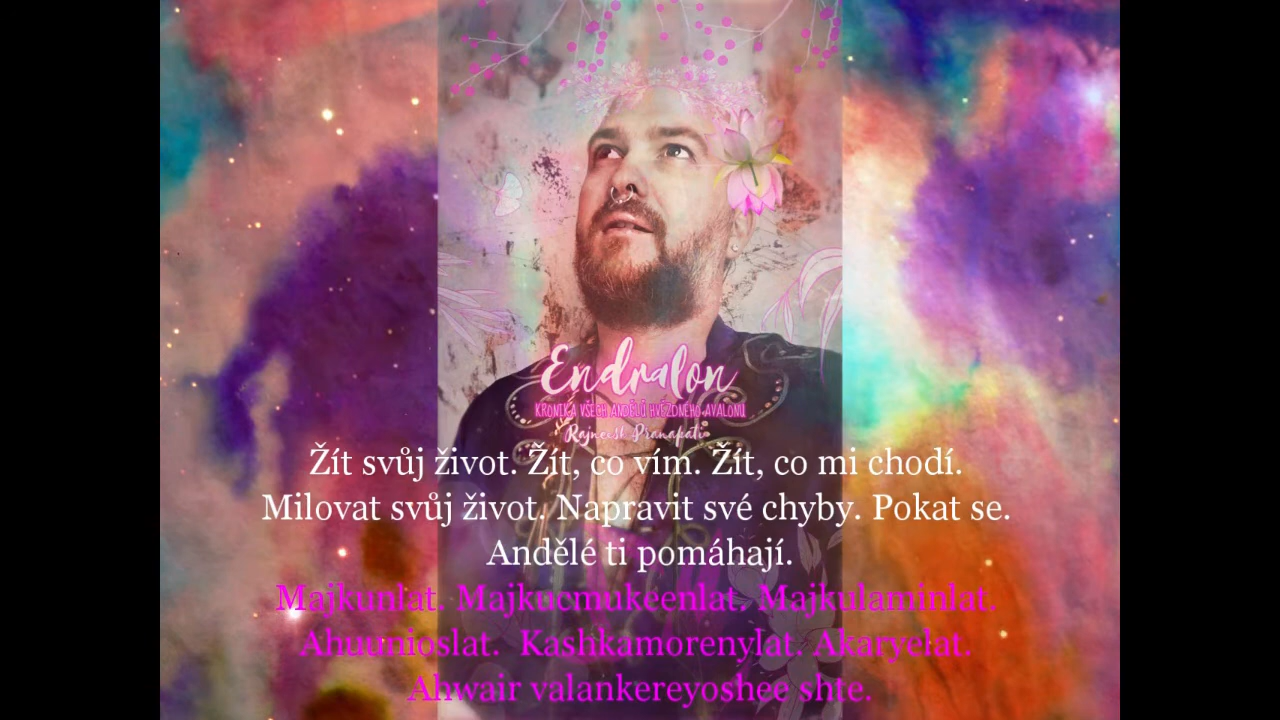 Endralon
KRONIKA VŠECH ANDĚLŮ HVĚZDNÉHO AVALONU
Rajneesh Pranapati
Žít svůj život. Žít, co vím. Žít, co mi chodí.
Milovat svůj život. Napravit své chyby. Pokat se.
Andělé ti pomáhají.
Majkunlat. Majkucmukeenlat. Majkulaminlat.
Ahuunioslat. Kashkamorenylat. Akaryelat.
Ahwair valankereyoshee shte.